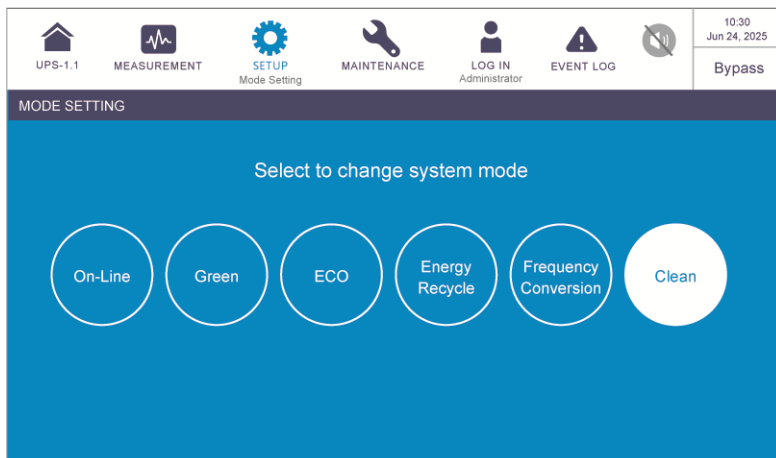 10:30
Jun 24, 2025
UPS-1.1
MEASUREMENT
SETUP
Mode Setting
MAINTENANCE
LOG IN
Administrator
EVENT LOG
Bypass
MODE SETTING
Select to change system mode
On-Line
Green
ECO
Energy
Recycle
Frequency
Conversion
Clean